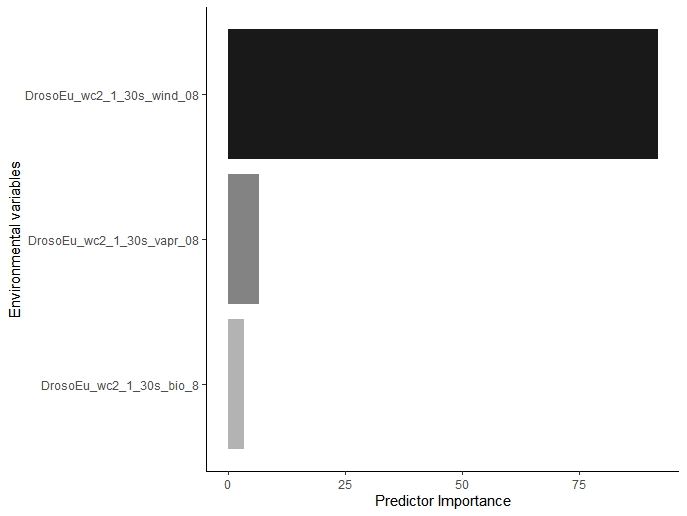 DrosoEu_wc2_1_30s_wind_08
DrosoEu_wc2_1_30s_vapr_08
DrosoEu_wc2_1_30s_bio_8
Environmental variables
0 25 50 75
Predictor Importance